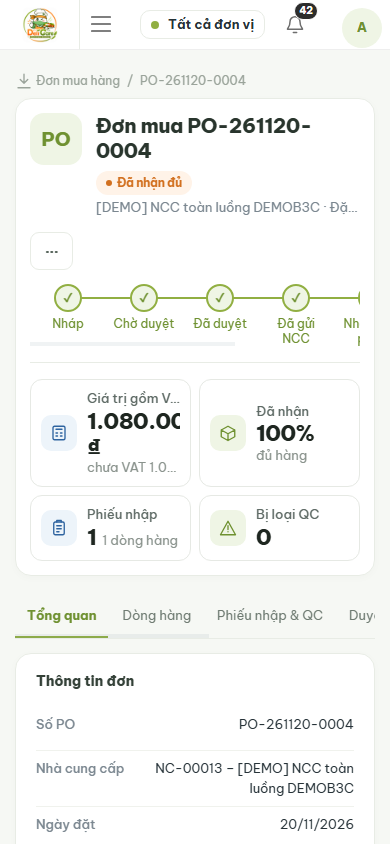 Tất cả đơn vị
42
A
Đơn mua hàng / PO-261120-0004
PO
Đơn mua PO-261120-
0004
Đã nhận đủ
[DEMO] NCC toàn luồng DEMOB3C · Đặ...
...
Nháp
Chờ duyệt
Đã duyệt
Đã gửi
NCC
Giá trị gồm V...
1.080.00
đ
chưa VAT 1.0...
Đã nhận
100%
đủ hàng
Phiếu nhập
1 1 dòng hàng
Bị loại QC
0
Tổng quan
Dòng hàng
Phiếu nhập & QC
Thông tin đơn
Số PO
PO-261120-0004
Nhà cung cấp
NC-00013 – [DEMO] NCC toàn
luồng DEMOB3C
Ngày đặt
20/11/2026